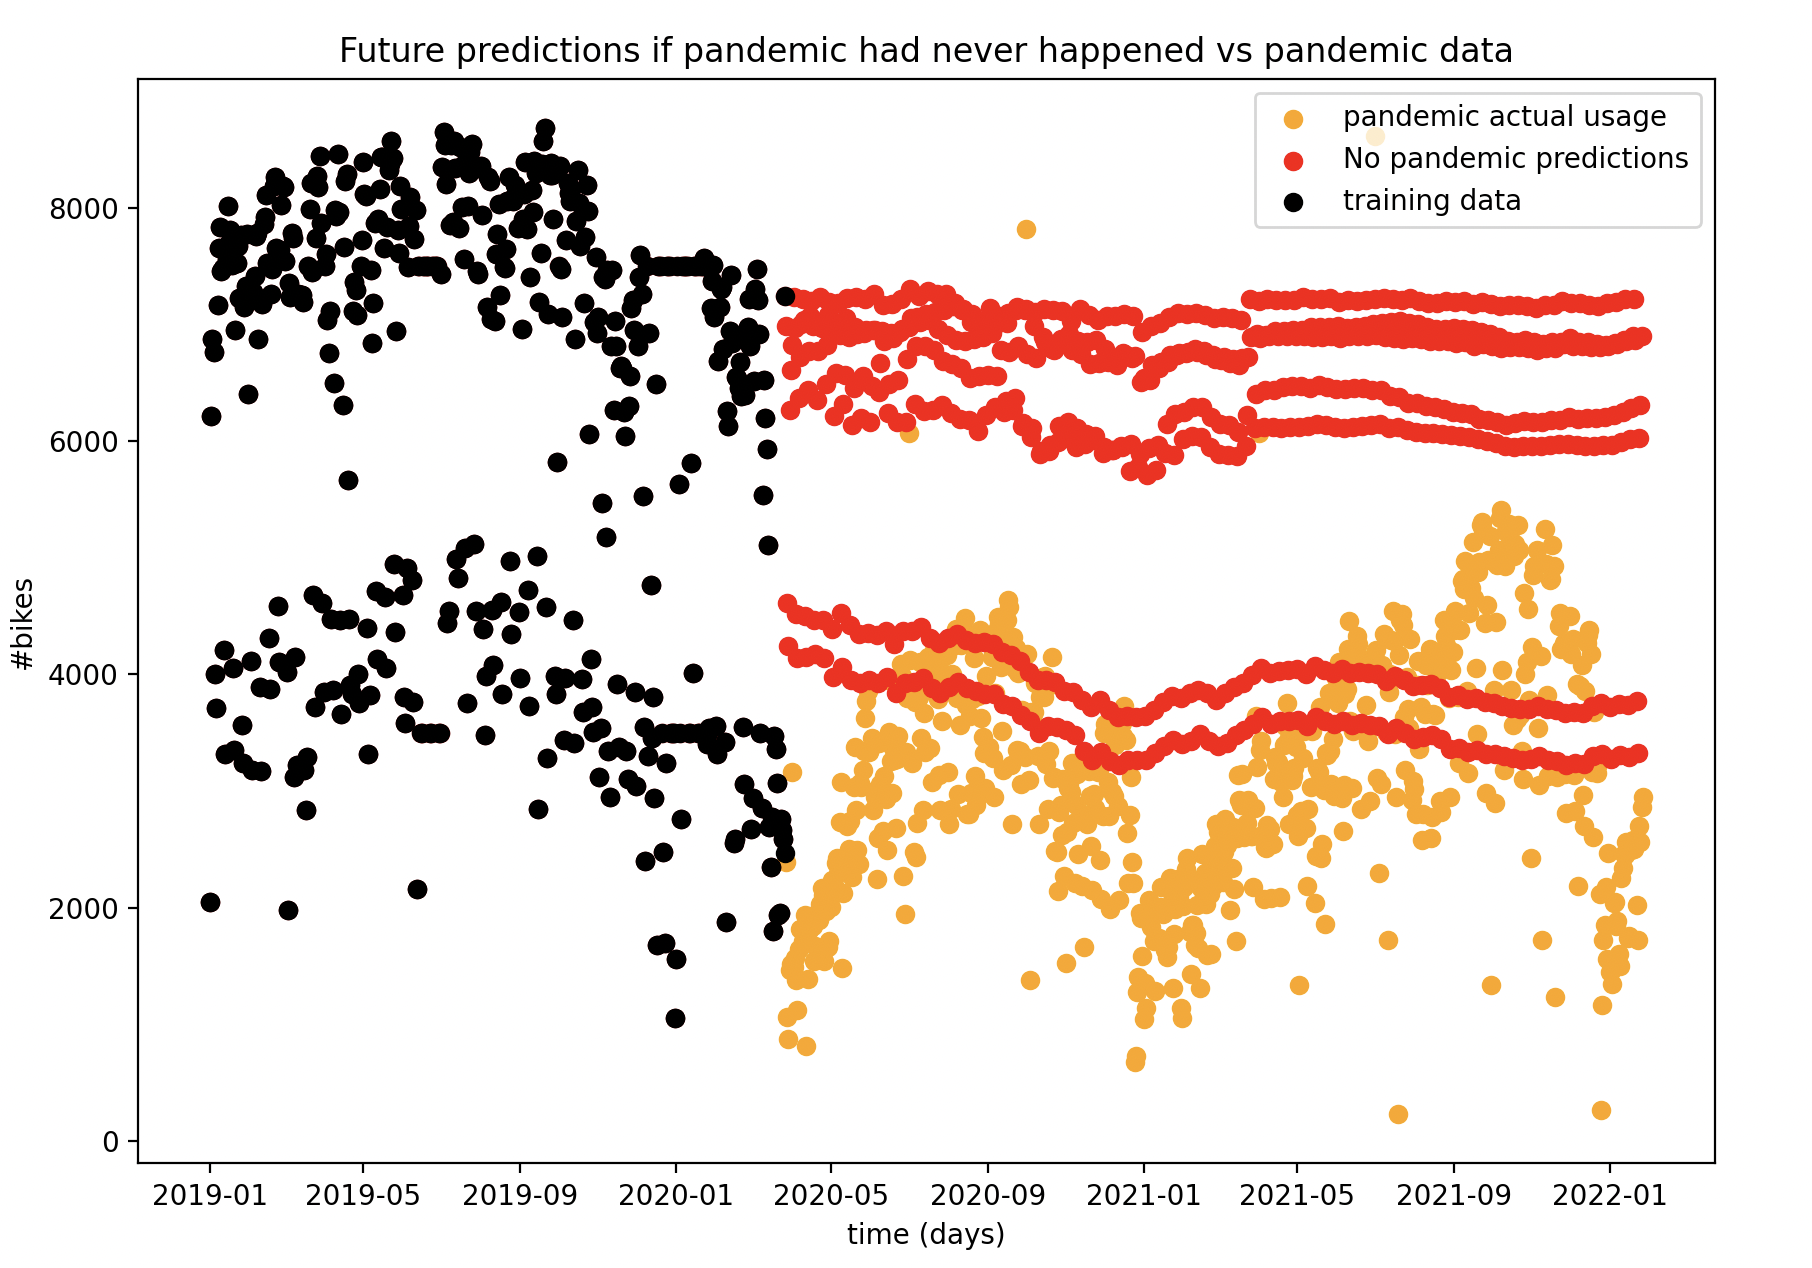 Future predictions if pandemic had never happened vs pandemic data
pandemic actual usage
No pandemic predictions
training data
8000
6000
4000
2000
0
#bikes
2019-01 2019-05 2019-09 2020-01 2020-05 2020-09 2021-01 2021-05 2021-09 2022-01
time (days)